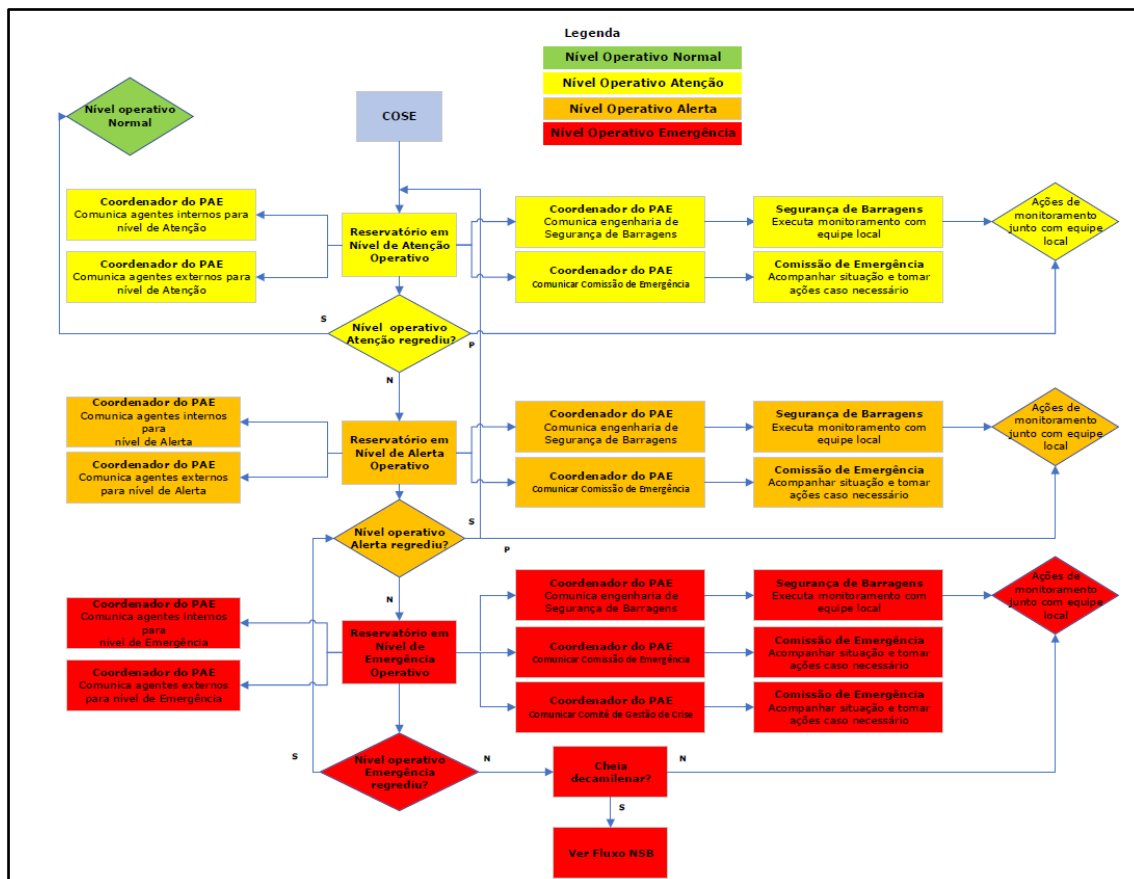 Legenda
Nível Operativo Normal
Nível Operativo Atenção
Nível Operativo Alerta
Nível Operativo Emergência
Nível operativo
Normal
COSE
Coordenador do PAE
Comunica agentes internos para
nível de Atenção
Coordenador do PAE
Comunica agentes externos para
nível de Atenção
Reservatório em
Nível de Atenção
Operativo
Coordenador do PAE
Comunica engenharia de
Segurança de Barragens
Segurança de Barragens
Executa monitoramento com
equipe local
Ações de
monitoramento
junto com equipe
local
Coordenador do PAE
Comunicar Comissão de Emergência
Comissão de Emergência
Acompanhar situação e tomar
ações caso necessário
S
Nível operativo
Atenção regrediu?
P
N
Coordenador do PAE
Comunica agentes internos
para
nível de Alerta
Coordenador do PAE
Comunica agentes externos
para nível de Alerta
Reservatório em
Nível de Alerta
Operativo
Coordenador do PAE
Comunica engenharia de
Segurança de Barragens
Segurança de Barragens
Executa monitoramento com
equipe local
Ações de
monitoramento
junto com equipe
local
Coordenador do PAE
Comunicar Comissão de Emergência
Comissão de Emergência
Acompanhar situação e tomar
ações caso necessário
Nível operativo
Alerta regrediu?
S
P
N
Coordenador do PAE
Comunica agentes internos
para
nível de Emergência
Coordenador do PAE
Comunica agentes externos
para nível de Emergência
Reservatório em
Nível de
Emergência
Operativo
Coordenador do PAE
Comunica engenharia de
Segurança de Barragens
Segurança de Barragens
Executa monitoramento com
equipe local
Ações de
monitoramento
junto com equipe
local
Coordenador do PAE
Comunicar Comissão de Emergência
Comissão de Emergência
Acompanhar situação e tomar
ações caso necessário
Coordenador do PAE
Comunicar Comitê de Gestão de Crise
Comissão de Emergência
Acompanhar situação e tomar
ações caso necessário
S
Nível operativo
Emergência
regrediu?
N
Cheia
decamilenar?
N
S
Ver Fluxo NSB